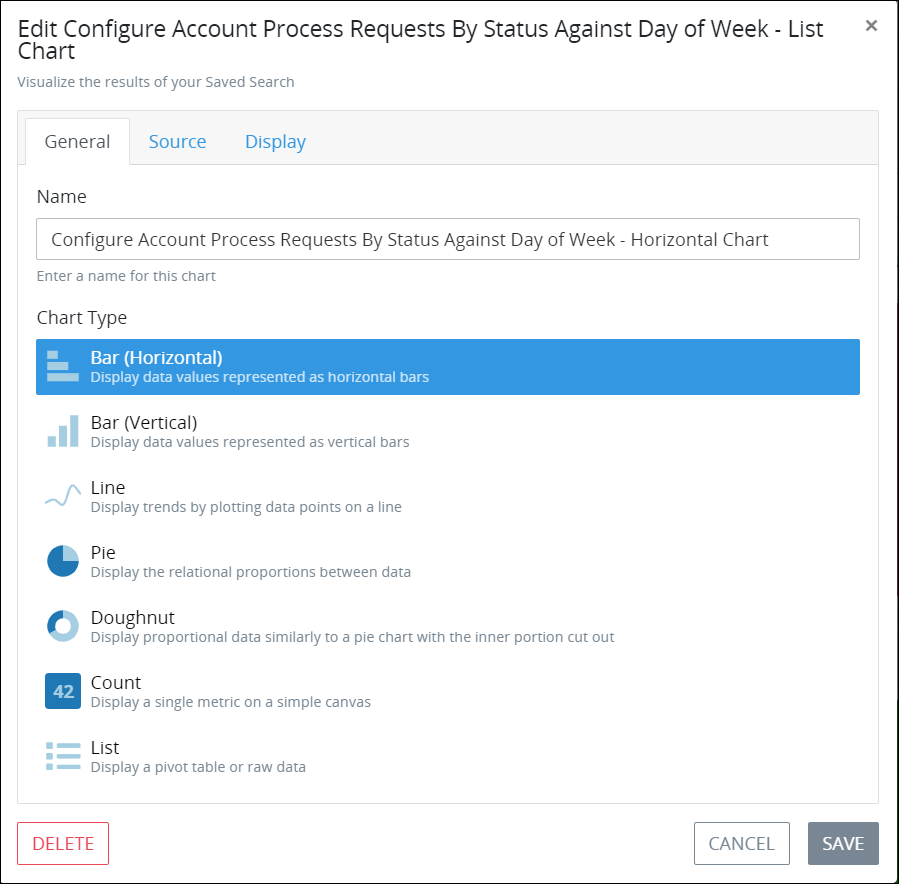 Edit Configure Account Process Requests By Status Against Day of Week - List
Chart
×
Visualize the results of your Saved Search
General
Source
Display
Name
Configure Account Process Requests By Status Against Day of Week - Horizontal Chart
Enter a name for this chart
Chart Type
Bar (Horizontal)
Display data values represented as horizontal bars
Bar (Vertical)
Display data values represented as vertical bars
Line
Display trends by plotting data points on a line
Pie
Display the relational proportions between data
Doughnut
Display proportional data similarly to a pie chart with the inner portion cut out
42
Count
Display a single metric on a simple canvas
List
Display a pivot table or raw data
DELETE
CANCEL
SAVE